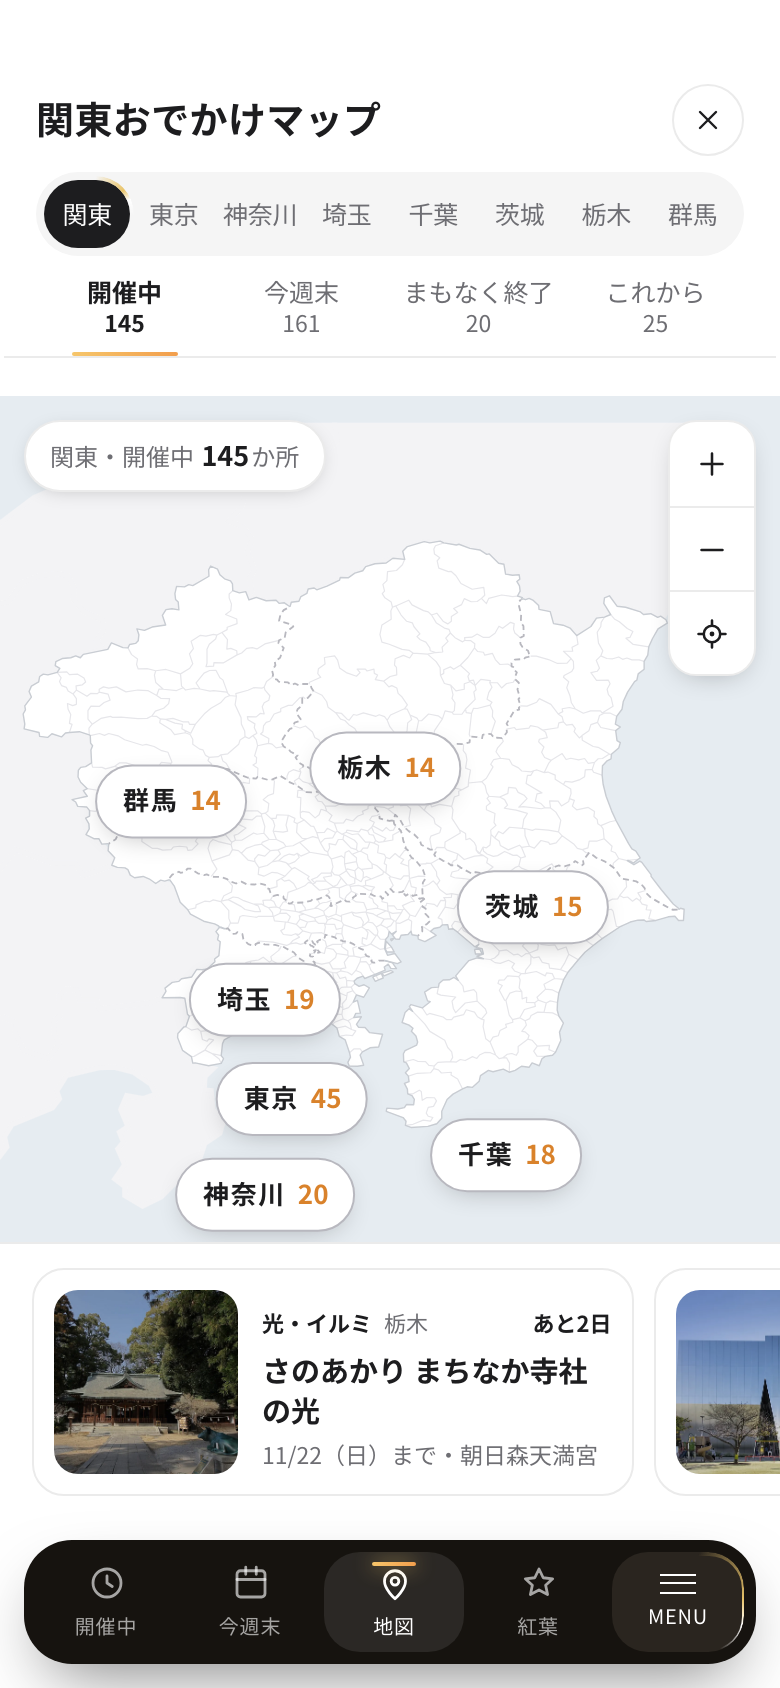 関東おでかけマップ
関東 東京 神奈川 埼玉 千葉 茨城 栃木 群馬
開催中 今週末 まもなく終了 これから
145 161 20 25
関東・開催中 145か所
栃木 14
群馬 14
茨城 15
埼玉 19
東京 45
千葉 18
神奈川 20
光・イルミ 栃木 あと2日
さのあかり まちなか寺社
の光
11/22（日）まで・朝日森天満宮
開催中 今週末 地図 紅葉 MENU